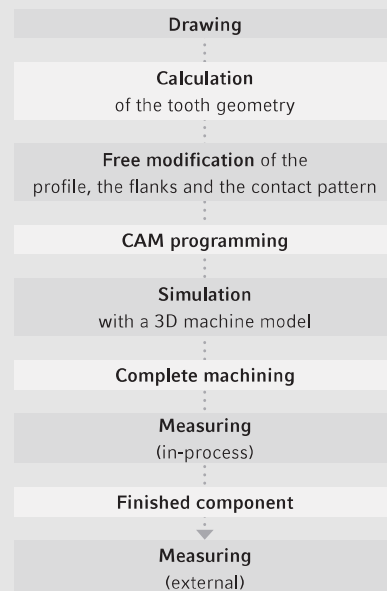 Drawing
Calculation
of the tooth geometry
Free modification of the
profile, the flanks and the contact pattern
CAM programming
Simulation
with a 3D machine model
Complete machining
Measuring
(in-process)
Finished component
Measuring
(external)